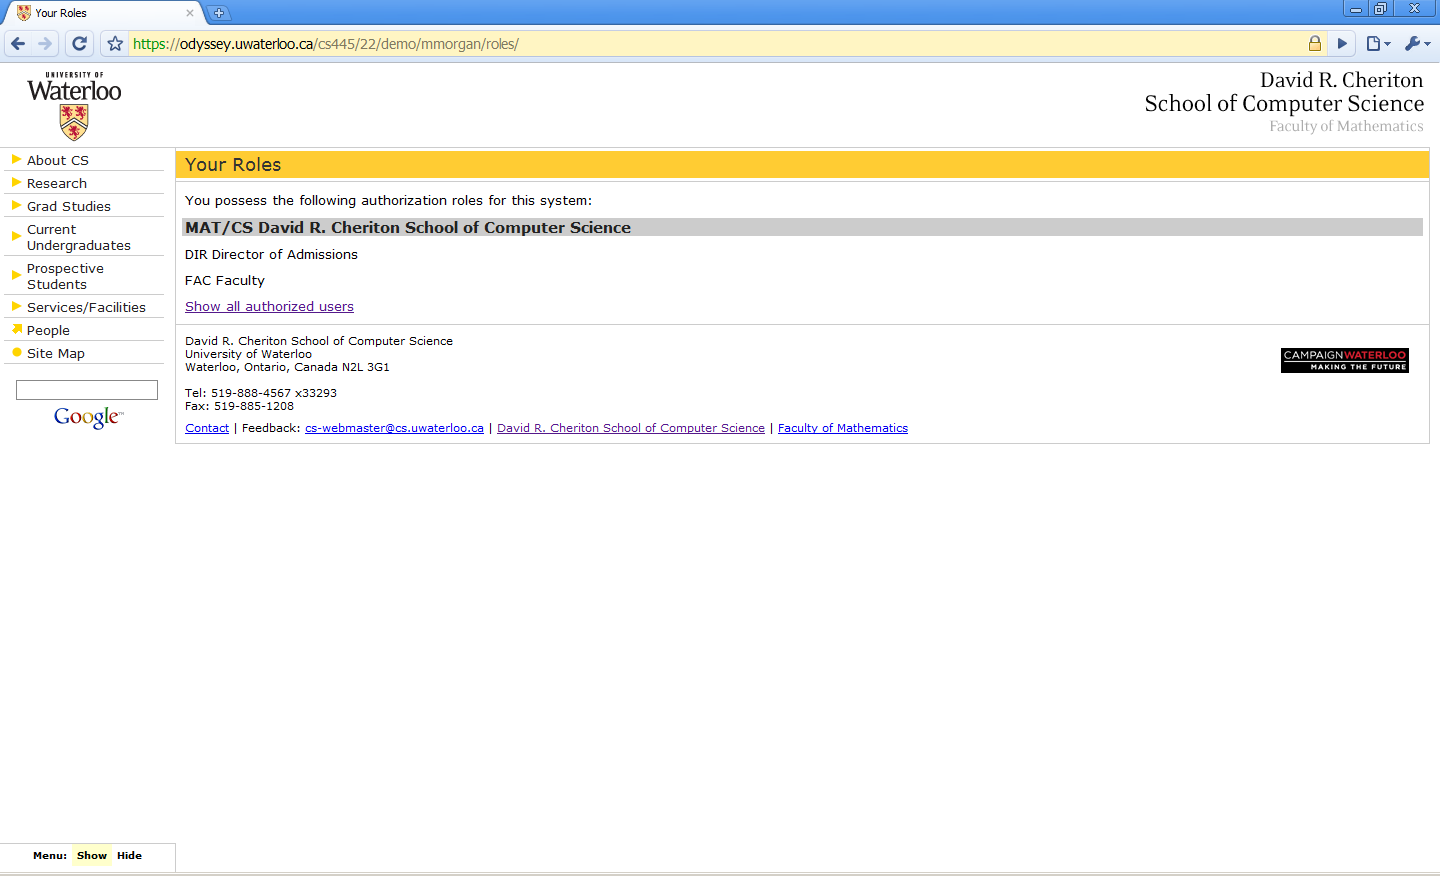 Your Roles
https://odyssey.uwaterloo.ca/cs445/22/demo/mmorgan/roles/
UNIVERSITY OF
Waterloo
David R. Cheriton
School of Computer Science
Faculty of Mathematics
About CS
Research
Grad Studies
Current
Undergraduates
Prospective
Students
Services/Facilities
People
Site Map
Google™
Your Roles
You possess the following authorization roles for this system:
MAT/CS David R. Cheriton School of Computer Science
DIR Director of Admissions
FAC Faculty
Show all authorized users
David R. Cheriton School of Computer Science
University of Waterloo
Waterloo, Ontario, Canada N2L 3G1
Tel: 519-888-4567 x33293
Fax: 519-885-1208
CAMPAIGNWATERLOO
MAKING THE FUTURE
Contact | Feedback: cs-webmaster@cs.uwaterloo.ca | David R. Cheriton School of Computer Science | Faculty of Mathematics
Menu: Show Hide